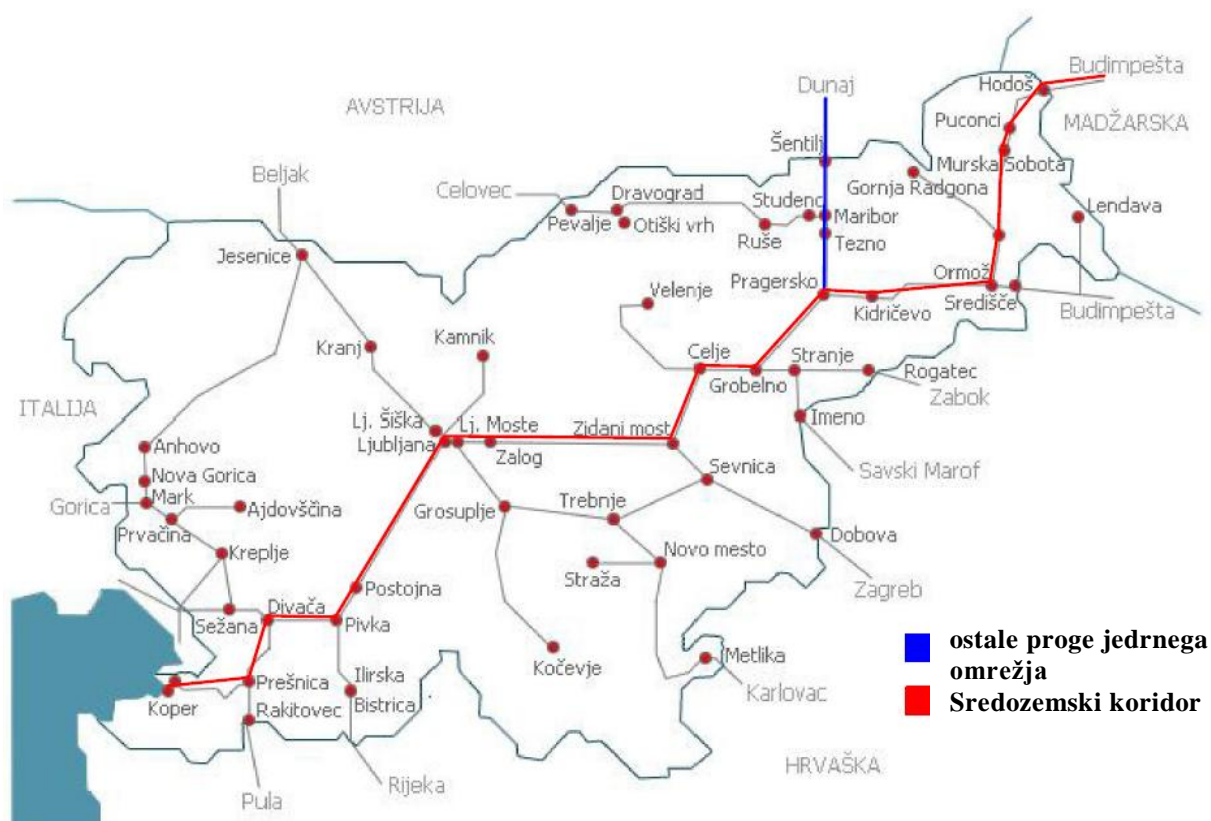 Budimpešta
Hodoš
Dunaj
AVSTRIJA
Puconci
MADŽARSKA
Šentilj
Murska Sobota
Beljak
Celovec
Dravograd
Studenc
Gornja Radgona
Lendava
Pevalje
Otiški vrh
Ruše
Maribor
Tezno
Jesenice
Ormož
Pragersko
Velenje
Središče
Kidričevo
Budimpešta
Kamnik
Kranj
Celje
Stranje
Grobelno
Rogatec
Zabok
ITALIJA
Lj. Šiška
Lj. Moste
Zidani most
Imeno
Ljubljana
Zalog
Anhovo
Savski Marof
Nova Gorica
Sevnica
Mark
Gorica
Ajdovščina
Grosuplje
Trebnje
Prvačina
Dobova
Kreplje
Novo mesto
Straža
Zagreb
Postojna
Divača
Sežana
Pivka
ostale proge jedrnega
omrežja
Kočevje
Metlika
Prešnica
Ilirska
Bistrica
Karlovac
Sredozemski koridor
Koper
Rakitovec
HRVAŠKA
Rijeka
Pula